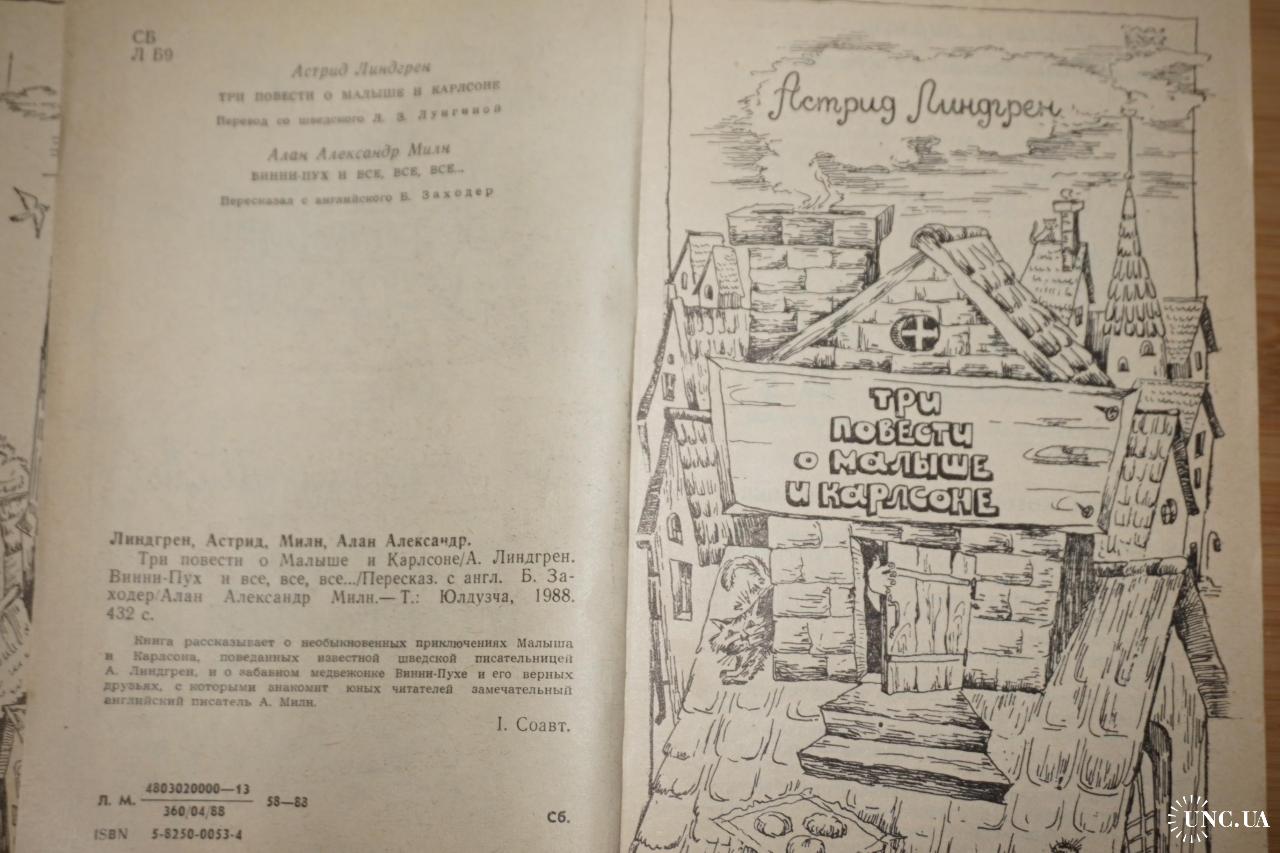 СБ
Л Б9
Астрид Линдгрен
ТРИ ПОВЕСТИ О МАЛЫШЕ И КАРЛСОНЕ
Перевод со шведского Л. З. Лунгиной
Алан Александр Милн
ВИННИ-ПУХ И ВСЕ, ВСЕ, ВСЕ...
Пересказал с английского Б. Заходер
Линдгрен, Астрид, Милн, Алан Александр.
Три повести о Малыше и Карлсоне/А. Линдгрен.
Винни-Пух и все, все, все.../Пересказ. с англ. Б. За-
ходер/Алан Александр Милн.— Т.: Юлдузча, 1988.
432 с.
Книга рассказывает о необыкновенных приключениях Малыша
и Карлсона, поведанных известной шведской писательницей
А. Линдгрен, и о забавном медвежонке Винни-Пухе и его верных
друзьях, с которыми знакомит юных читателей замечательный
английский писатель А. Милн.
I. Соавт.
Л. М. 4803020000—13 58—88
360/04/88
Сб.
ISBN 5-8250-0053-4
Астрид Линдгрен
ТРИ
ПОВЕСТИ
О МАЛЫШЕ
И КАРЛСОНЕ
UNC.UA